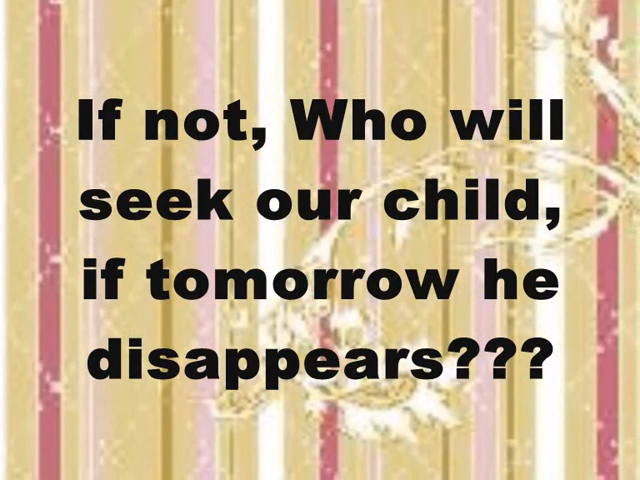 If not, Who will
seek our child,
if tomorrow he
disappears???